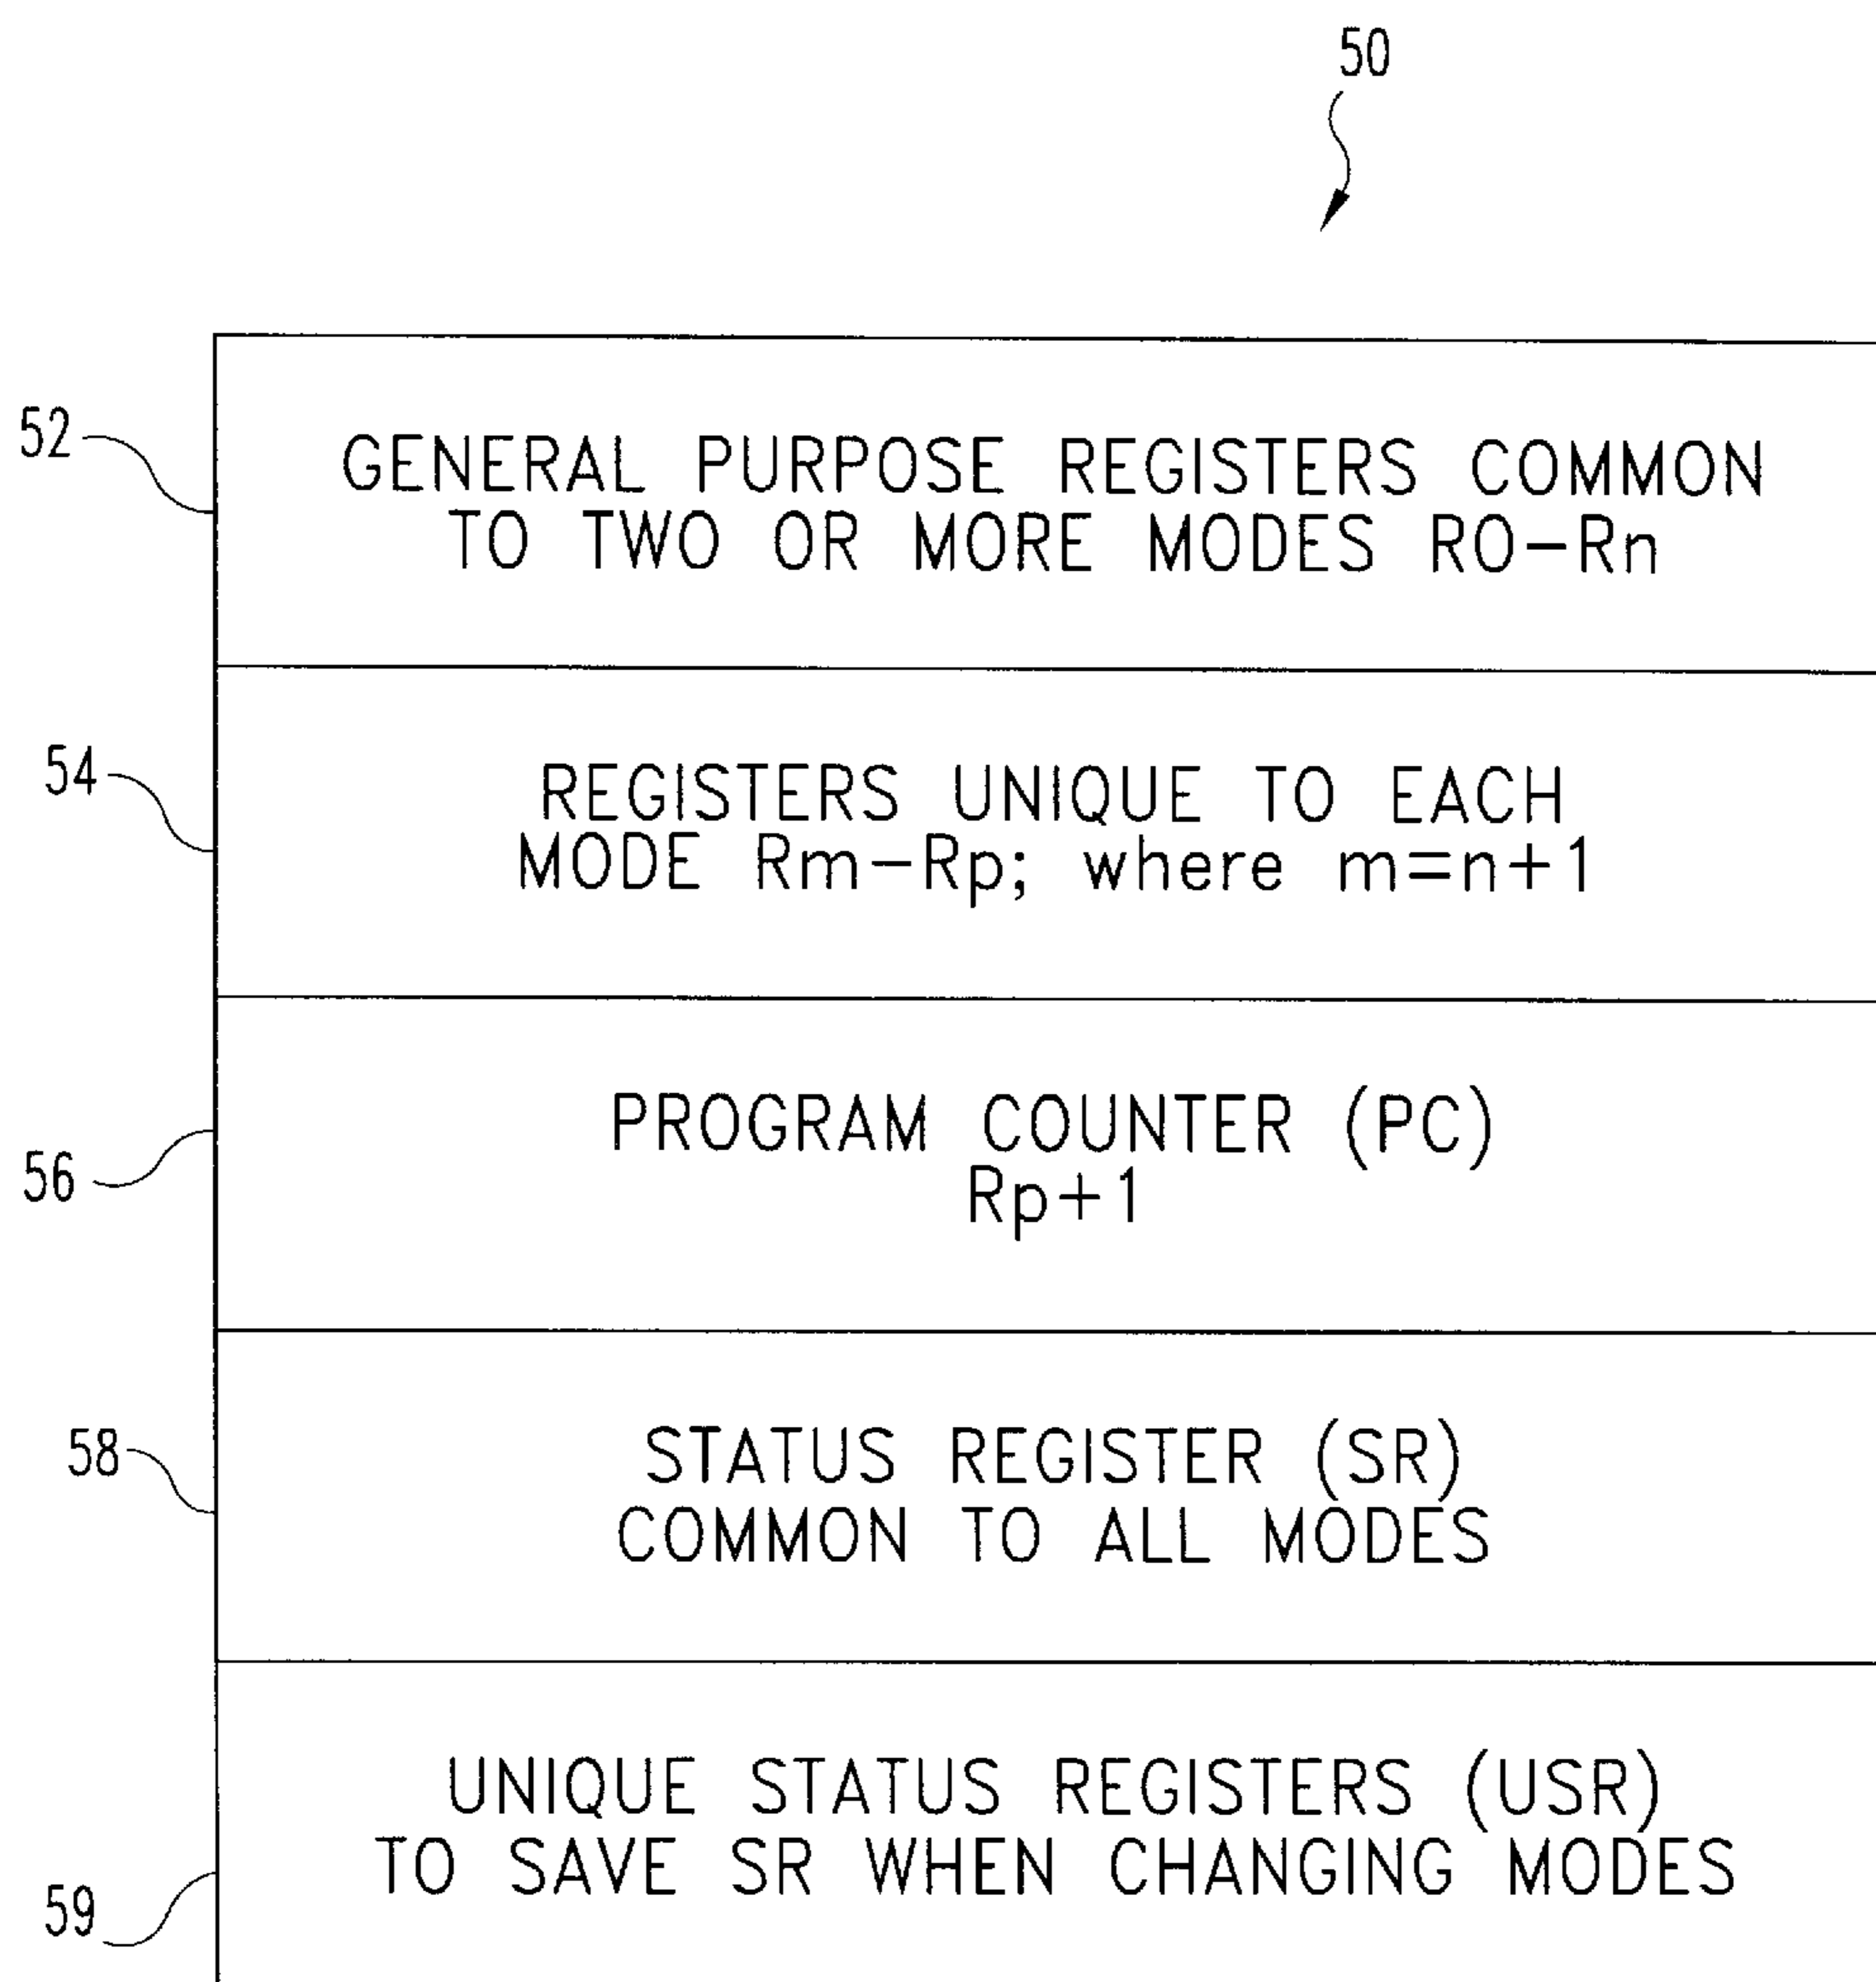 50
52
GENERAL PURPOSE REGISTERS COMMON
TO TWO OR MORE MODES R0-Rn
54
REGISTERS UNIQUE TO EACH
MODE Rm-Rp; where m=n+1
PROGRAM COUNTER (PC)
56
Rp+1
58
STATUS REGISTER (SR)
COMMON TO ALL MODES
UNIQUE STATUS REGISTERS (USR)
TO SAVE SR WHEN CHANGING MODES
59